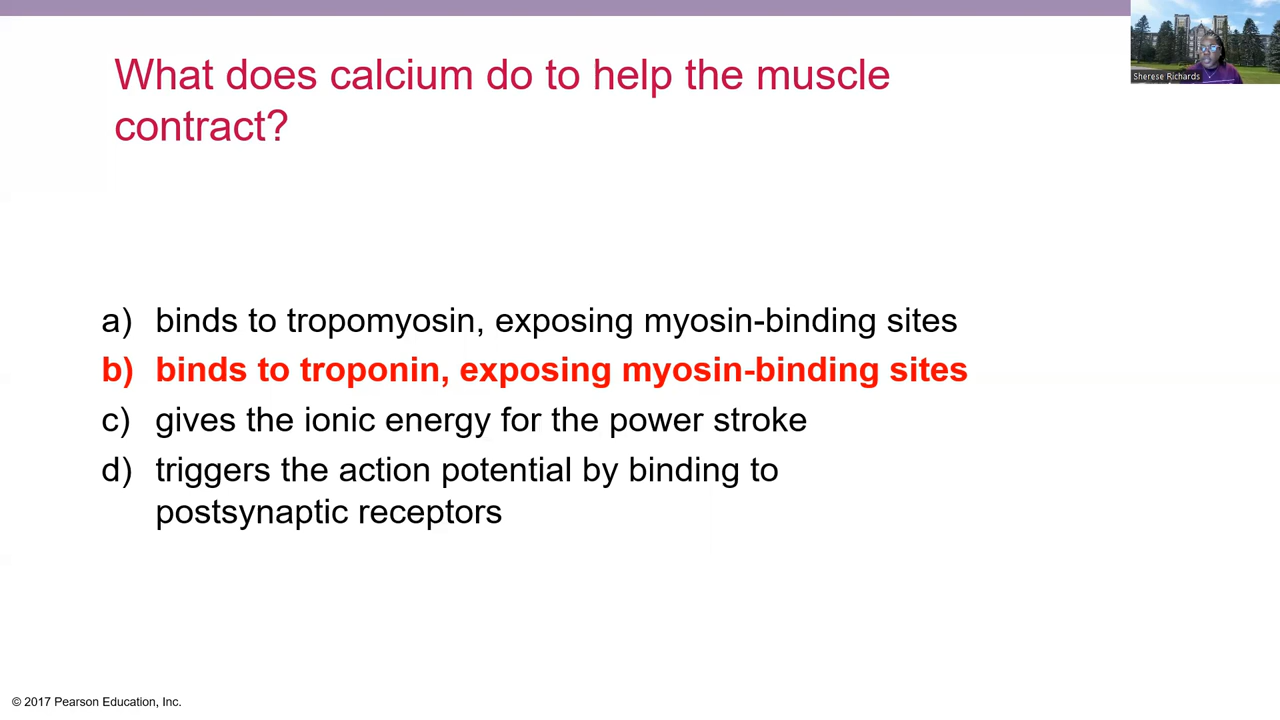 What does calcium do to help the muscle
contract?
Sherese Richards
a) binds to tropomyosin, exposing myosin-binding sites
b) binds to troponin, exposing myosin-binding sites
c) gives the ionic energy for the power stroke
d) triggers the action potential by binding to
postsynaptic receptors
© 2017 Pearson Education, Inc.